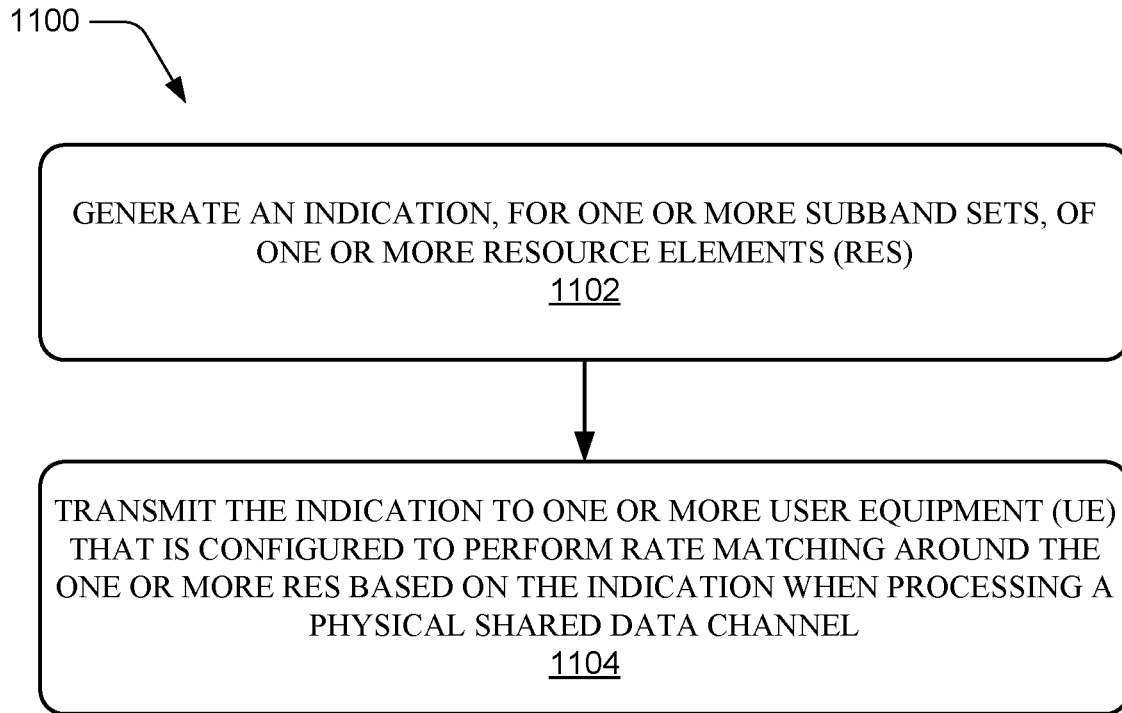 1100
GENERATE AN INDICATION, FOR ONE OR MORE SUBBAND SETS, OF
ONE OR MORE RESOURCE ELEMENTS (RES)
1102
TRANSMIT THE INDICATION TO ONE OR MORE USER EQUIPMENT (UE)
THAT IS CONFIGURED TO PERFORM RATE MATCHING AROUND THE
ONE OR MORE RES BASED ON THE INDICATION WHEN PROCESSING A
PHYSICAL SHARED DATA CHANNEL
1104